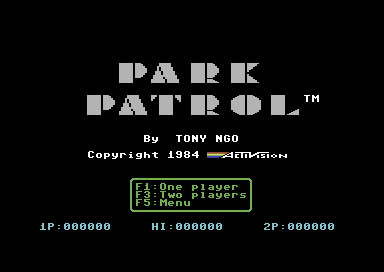 PARK
PATROL™
By TONY NGO
Copyright 1984 ACTIVISION
F1:One player
F3:Two players
F5:Menu
1P:000000 HI:000000 2P:000000